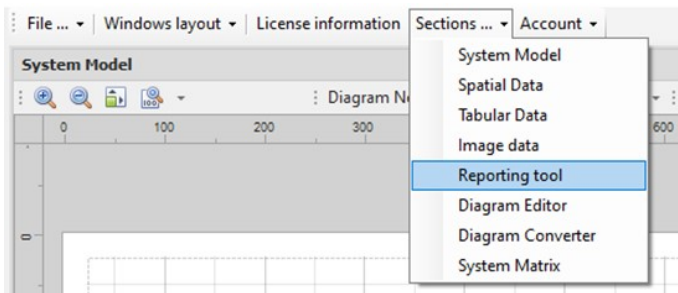 File ... Windows layout License information Sections ... Account
System Model
System Model
Spatial Data
100 Diagram
Tabular Data
0 100 200 300 600
Image data
Reporting tool
Diagram Editor
0
Diagram Converter
System Matrix